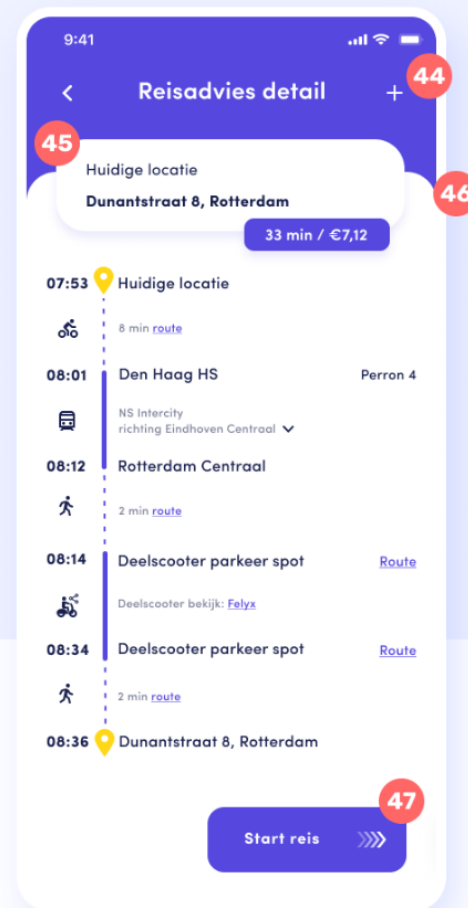 9:41
Reisadvies detail
44
45
Huidige locatie
Dunantstraat 8, Rotterdam
46
33 min / €7,12
07:53 Huidige locatie
8 min route
08:01 Den Haag HS Perron 4
NS Intercity
richting Eindhoven Centraal
08:12 Rotterdam Centraal
2 min route
08:14 Deelscooter parkeer spot Route
Deelscooter bekijk: Felyx
08:34 Deelscooter parkeer spot Route
2 min route
08:36 Dunantstraat 8, Rotterdam
47
Start reis